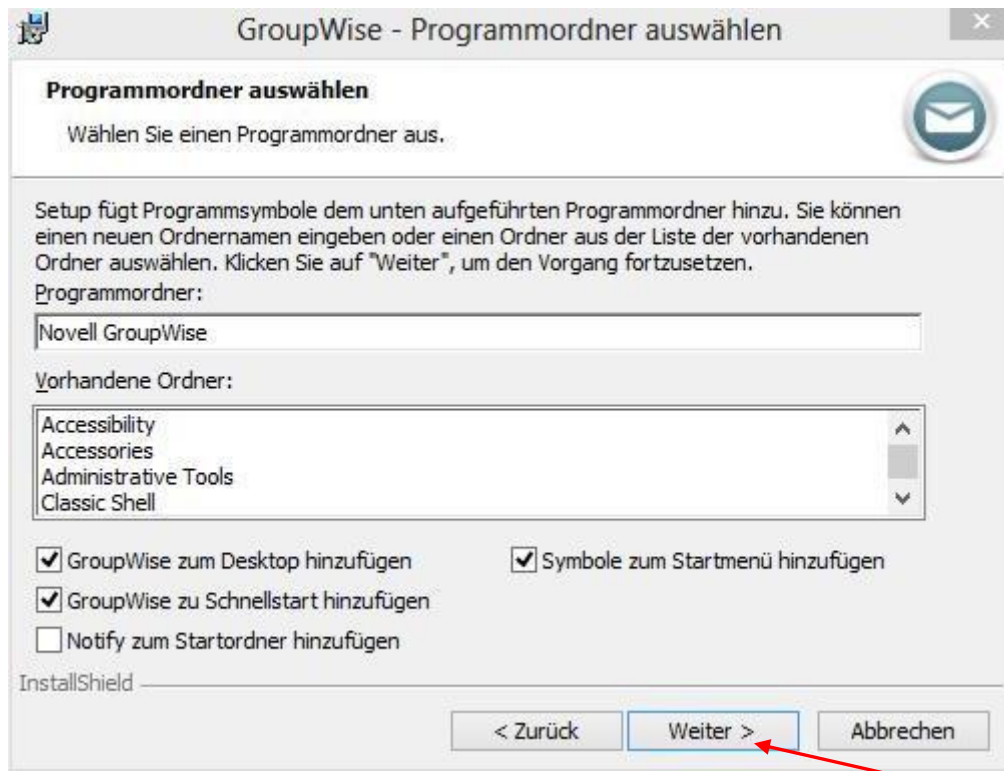 GroupWise - Programmordner auswählen
Programmordner auswählen
Wählen Sie einen Programmordner aus.
Setup fügt Programmsymbole dem unten aufgeführten Programmordner hinzu. Sie können
einen neuen Ordnernamen eingeben oder einen Ordner aus der Liste der vorhandenen
Ordner auswählen. Klicken Sie auf "Weiter", um den Vorgang fortzusetzen.
Programmordner:
Novell GroupWise
Vorhandene Ordner:
Accessibility
Accessories
Administrative Tools
Classic Shell
GroupWise zum Desktop hinzufügen Symbole zum Startmenü hinzufügen
GroupWise zu Schnellstart hinzufügen
Notify zum Startordner hinzufügen
InstallShield
< Zurück Weiter > Abbrechen